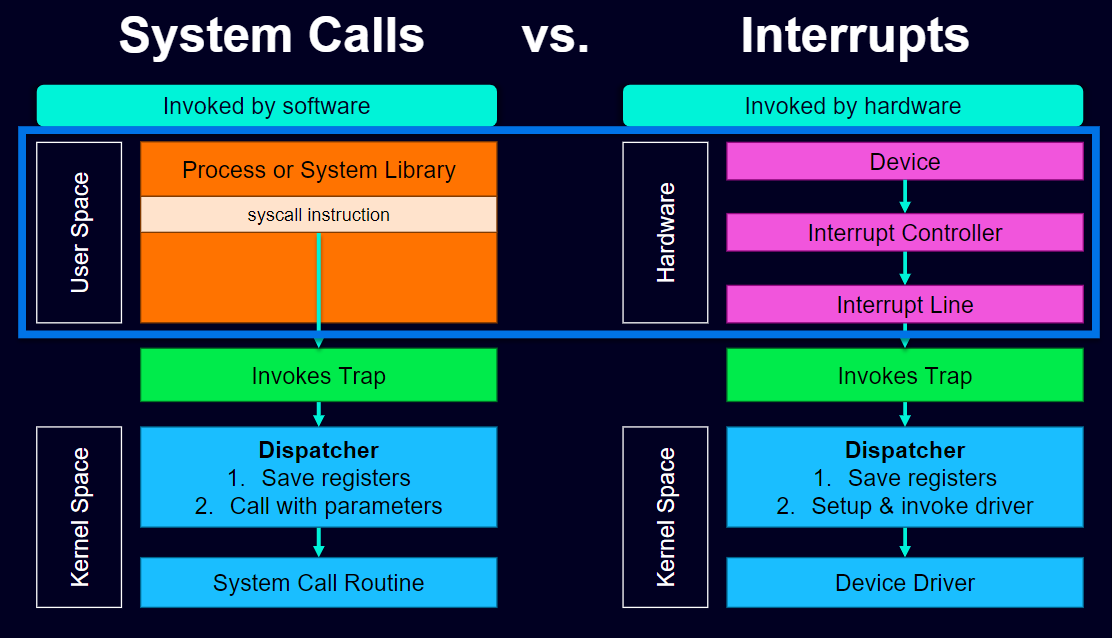 System Calls vs. Interrupts
Invoked by software
User Space
Process or System Library
syscall instruction
Invokes Trap
Kernel Space
Dispatcher
1. Save registers
2. Call with parameters
System Call Routine
Invoked by hardware
Hardware
Device
Interrupt Controller
Interrupt Line
Invokes Trap
Kernel Space
Dispatcher
1. Save registers
2. Setup & invoke driver
Device Driver